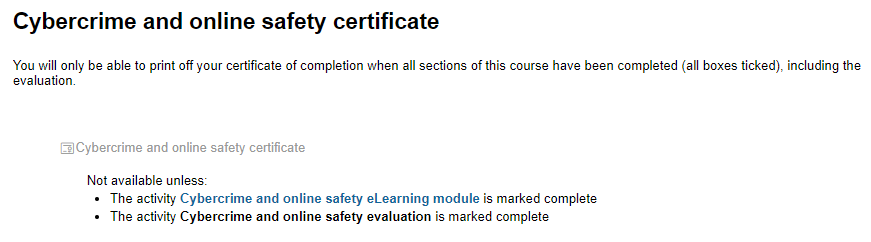 Cybercrime and online safety certificate
You will only be able to print off your certificate of completion when all sections of this course have been completed (all boxes ticked), including the
evaluation.
Cybercrime and online safety certificate
Not available unless:
• The activity Cybercrime and online safety eLearning module is marked complete
• The activity Cybercrime and online safety evaluation is marked complete